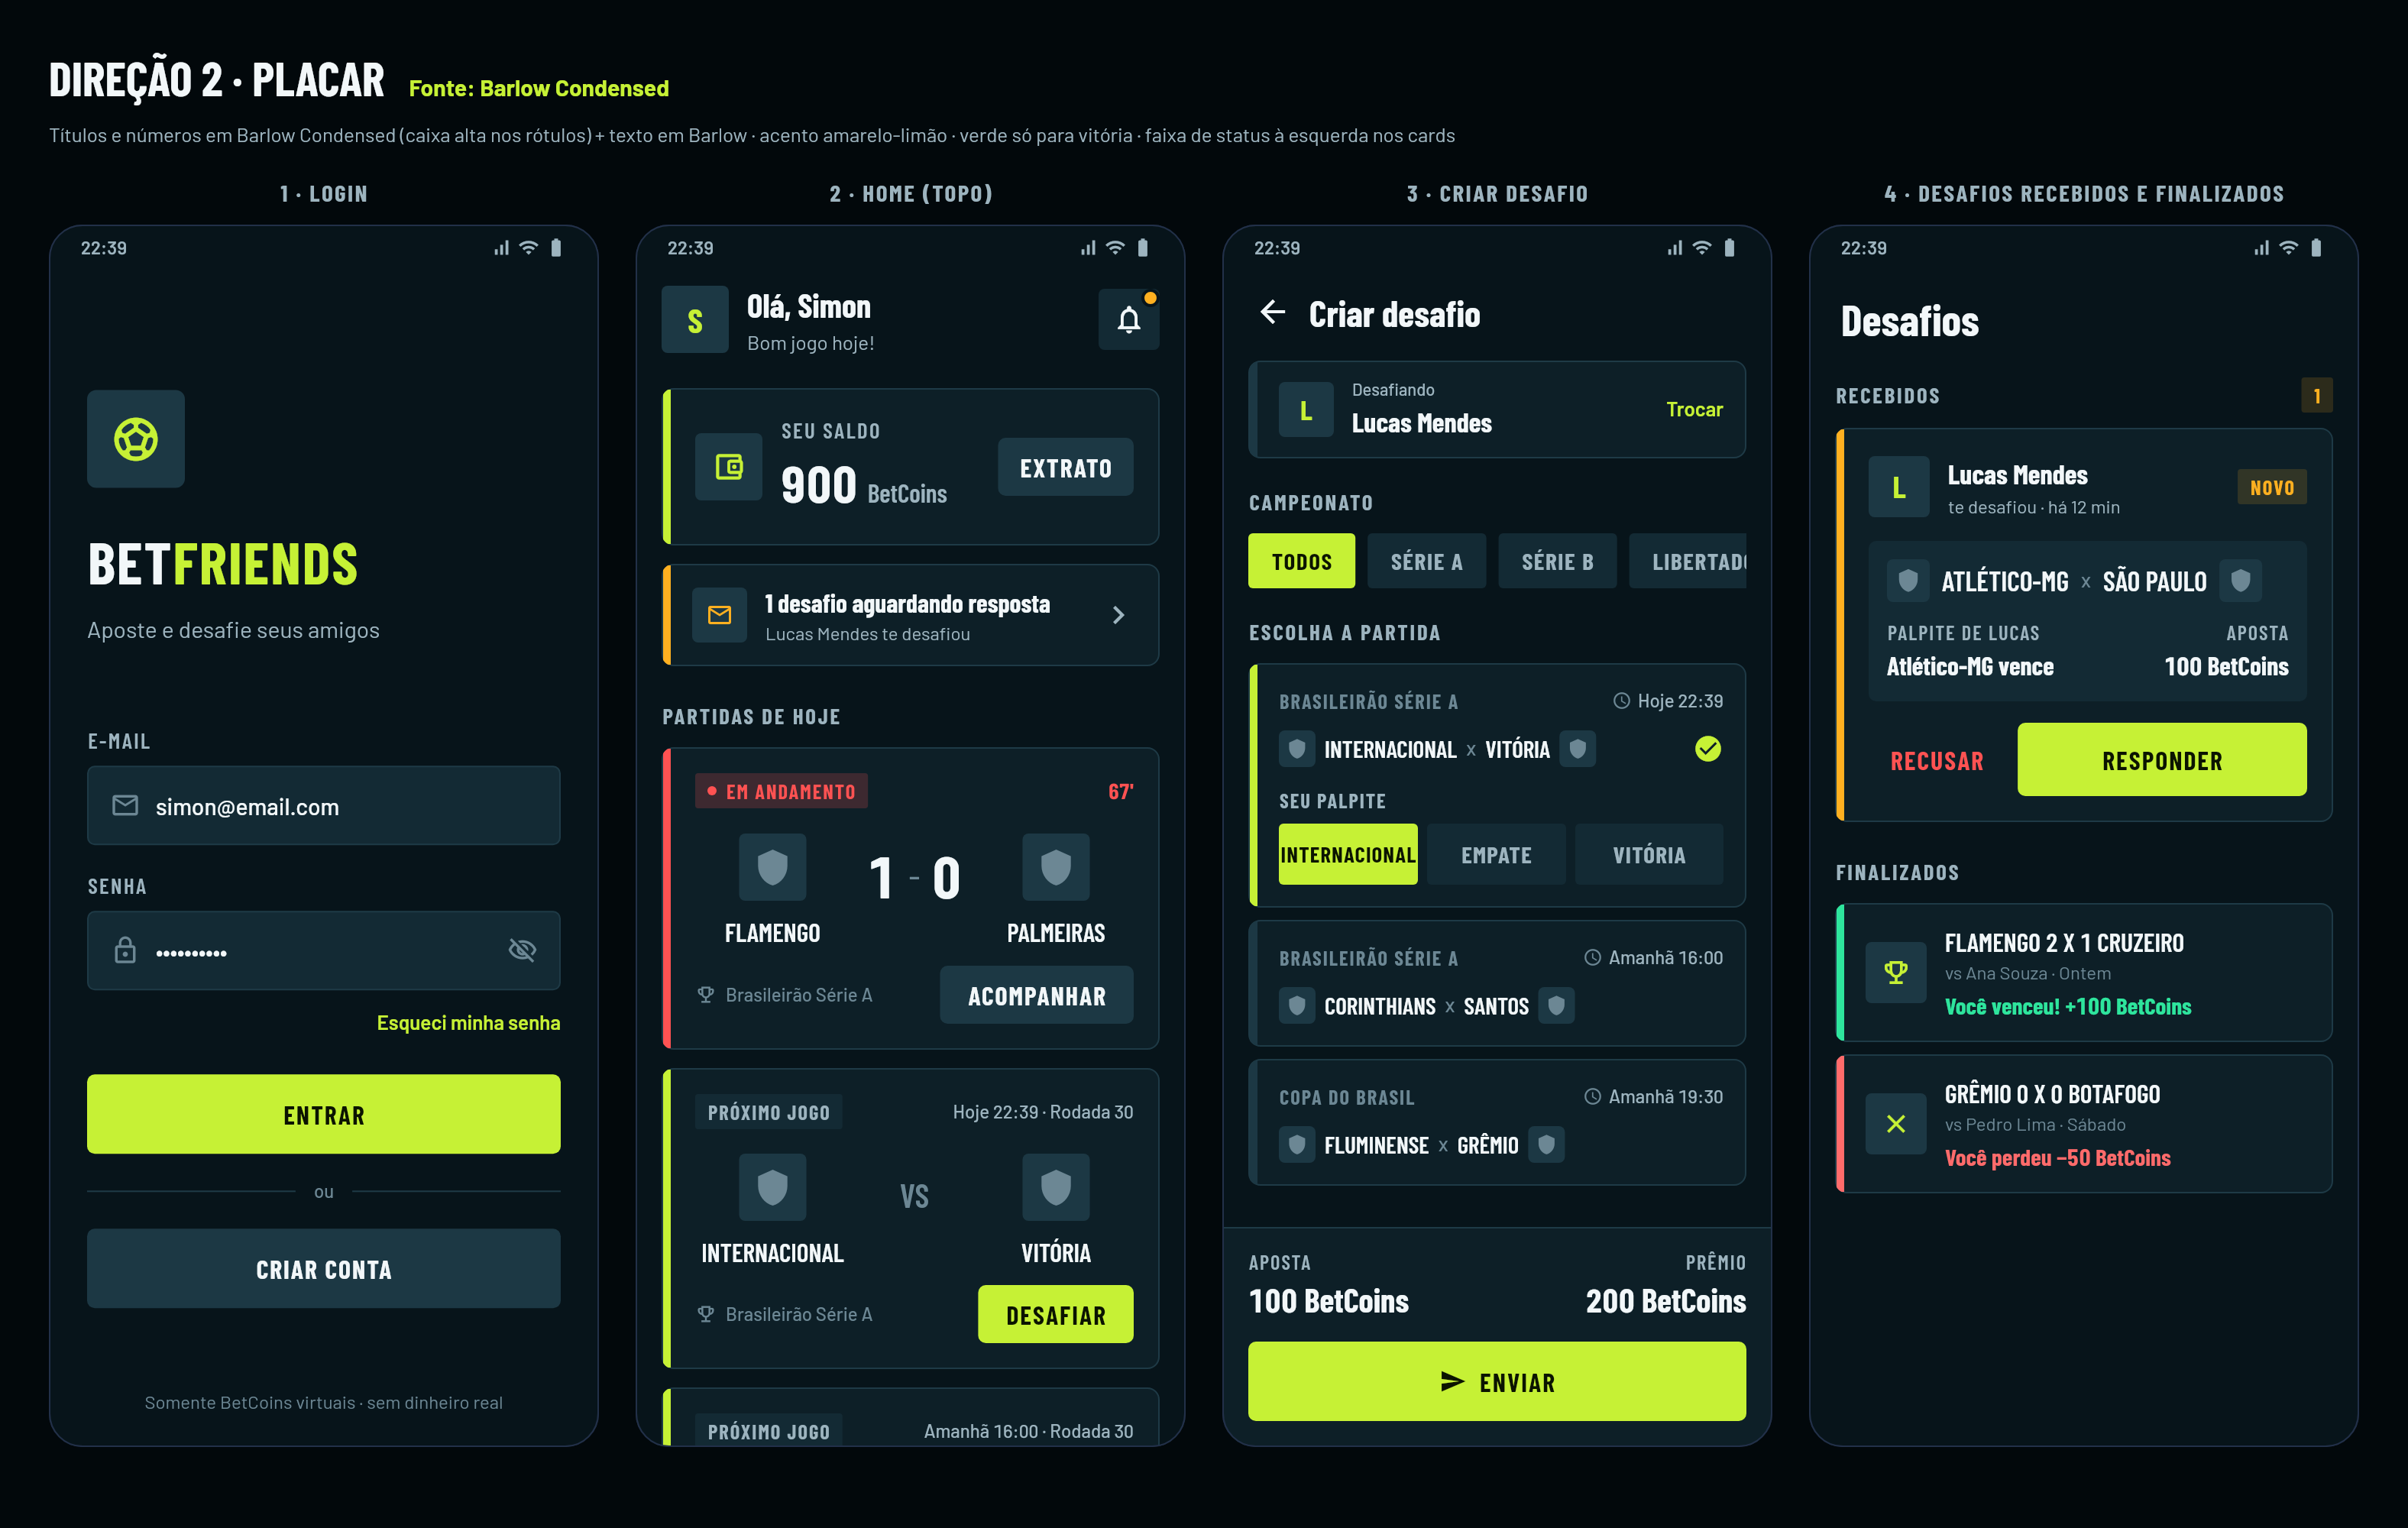 DIREÇÃO 2 · PLACAR Fonte: Barlow Condensed
Títulos e números em Barlow Condensed (caixa alta nos rótulos) + texto em Barlow · acento amarelo-limão · verde só para vitória · faixa de status à esquerda nos cards
1 · LOGIN
22:39
BETFRIENDS
Aposte e desafie seus amigos
E-MAIL
simon@email.com
SENHA
••••••••••
Esqueci minha senha
ENTRAR
ou
CRIAR CONTA
Somente BetCoins virtuais · sem dinheiro real
2 · HOME (TOPO)
22:39
S
Olá, Simon
Bom jogo hoje!
SEU SALDO
900 BetCoins
EXTRATO
1 desafio aguardando resposta
Lucas Mendes te desafiou
PARTIDAS DE HOJE
EM ANDAMENTO 67'
1 - 0
FLAMENGO PALMEIRAS
Brasileirão Série A ACOMPANHAR
PRÓXIMO JOGO Hoje 22:39 · Rodada 30
VS
INTERNACIONAL VITÓRIA
Brasileirão Série A DESAFIAR
PRÓXIMO JOGO Amanhã 16:00 · Rodada 30
3 · CRIAR DESAFIO
22:39
Criar desafio
L
Desafiando
Lucas Mendes
Trocar
CAMPEONATO
TODOS SÉRIE A SÉRIE B LIBERTAD
ESCOLHA A PARTIDA
BRASILEIRÃO SÉRIE A Hoje 22:39
INTERNACIONAL x VITÓRIA
SEU PALPITE
INTERNACIONAL EMPATE VITÓRIA
BRASILEIRÃO SÉRIE A Amanhã 16:00
CORINTHIANS x SANTOS
COPA DO BRASIL Amanhã 19:30
FLUMINENSE x GRÊMIO
APOSTA PRÊMIO
100 BetCoins 200 BetCoins
ENVIAR
4 · DESAFIOS RECEBIDOS E FINALIZADOS
22:39
Desafios
RECEBIDOS 1
L
Lucas Mendes
te desafiou · há 12 min
NOVO
ATLÉTICO-MG x SÃO PAULO
PALPITE DE LUCAS APOSTA
Atlético-MG vence 100 BetCoins
RECUSAR RESPONDER
FINALIZADOS
FLAMENGO 2 X 1 CRUZEIRO
vs Ana Souza · Ontem
Você venceu! +100 BetCoins
GRÊMIO 0 X 0 BOTAFOGO
vs Pedro Lima · Sábado
Você perdeu −50 BetCoins